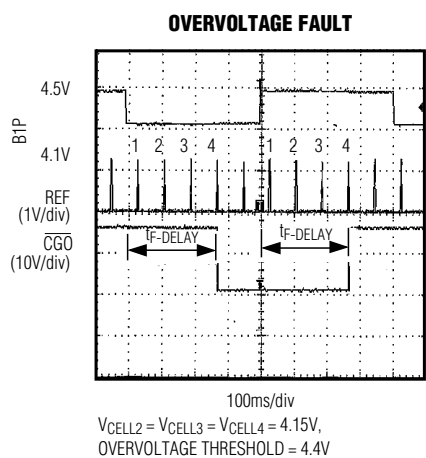 OVERVOLTAGE FAULT
4.5V
B1P
4.1V
1 2 3 4 1 2 3 4
REF
(1V/div)
CGO
(10V/div)
tF-DELAY tF-DELAY
100ms/div
VCELL2 = VCELL3 = VCELL4 = 4.15V,
OVERVOLTAGE THRESHOLD = 4.4V